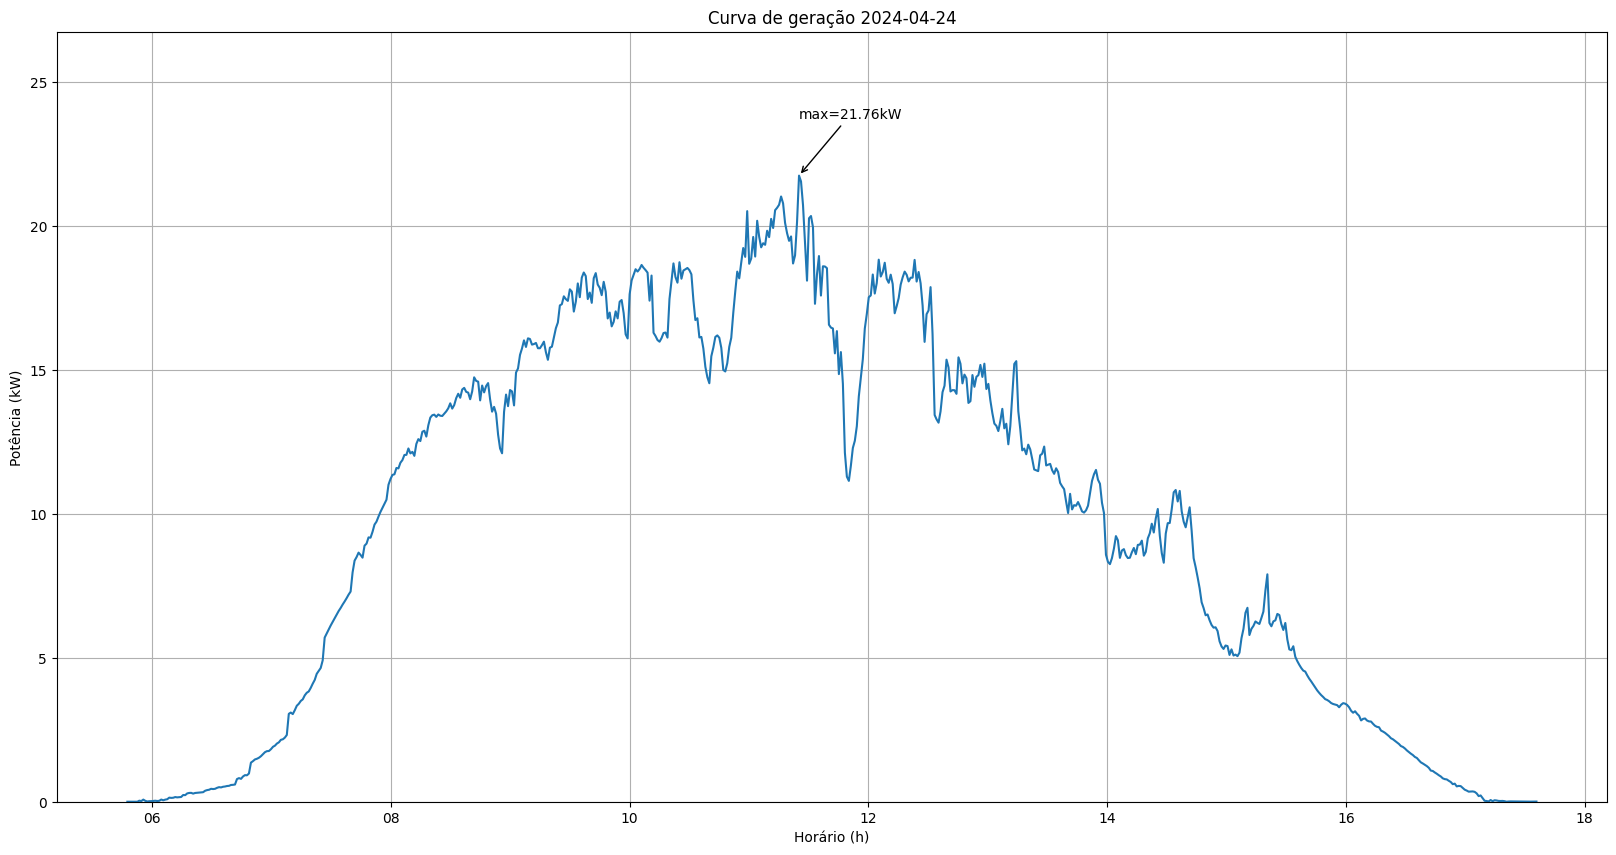 Curva de geração 2024-04-24
25
max=21.76kW
20
15
Potência (kW)
10
5
0
06 08 10 12 14 16 18
Horário (h)